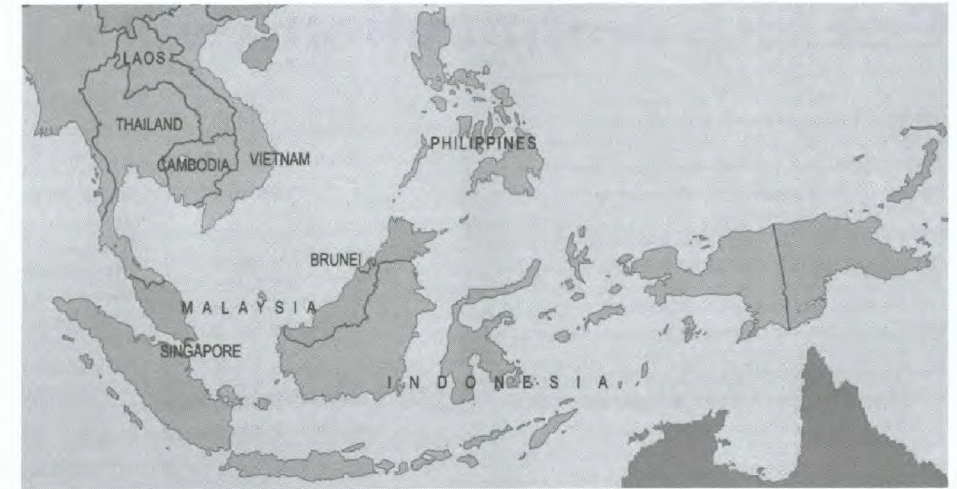 LAOS
THAILAND
CAMBODIA
VIETNAM
PHILIPPINES
BRUNEI
MALAYSIA
SINGAPORE
INDONESIA